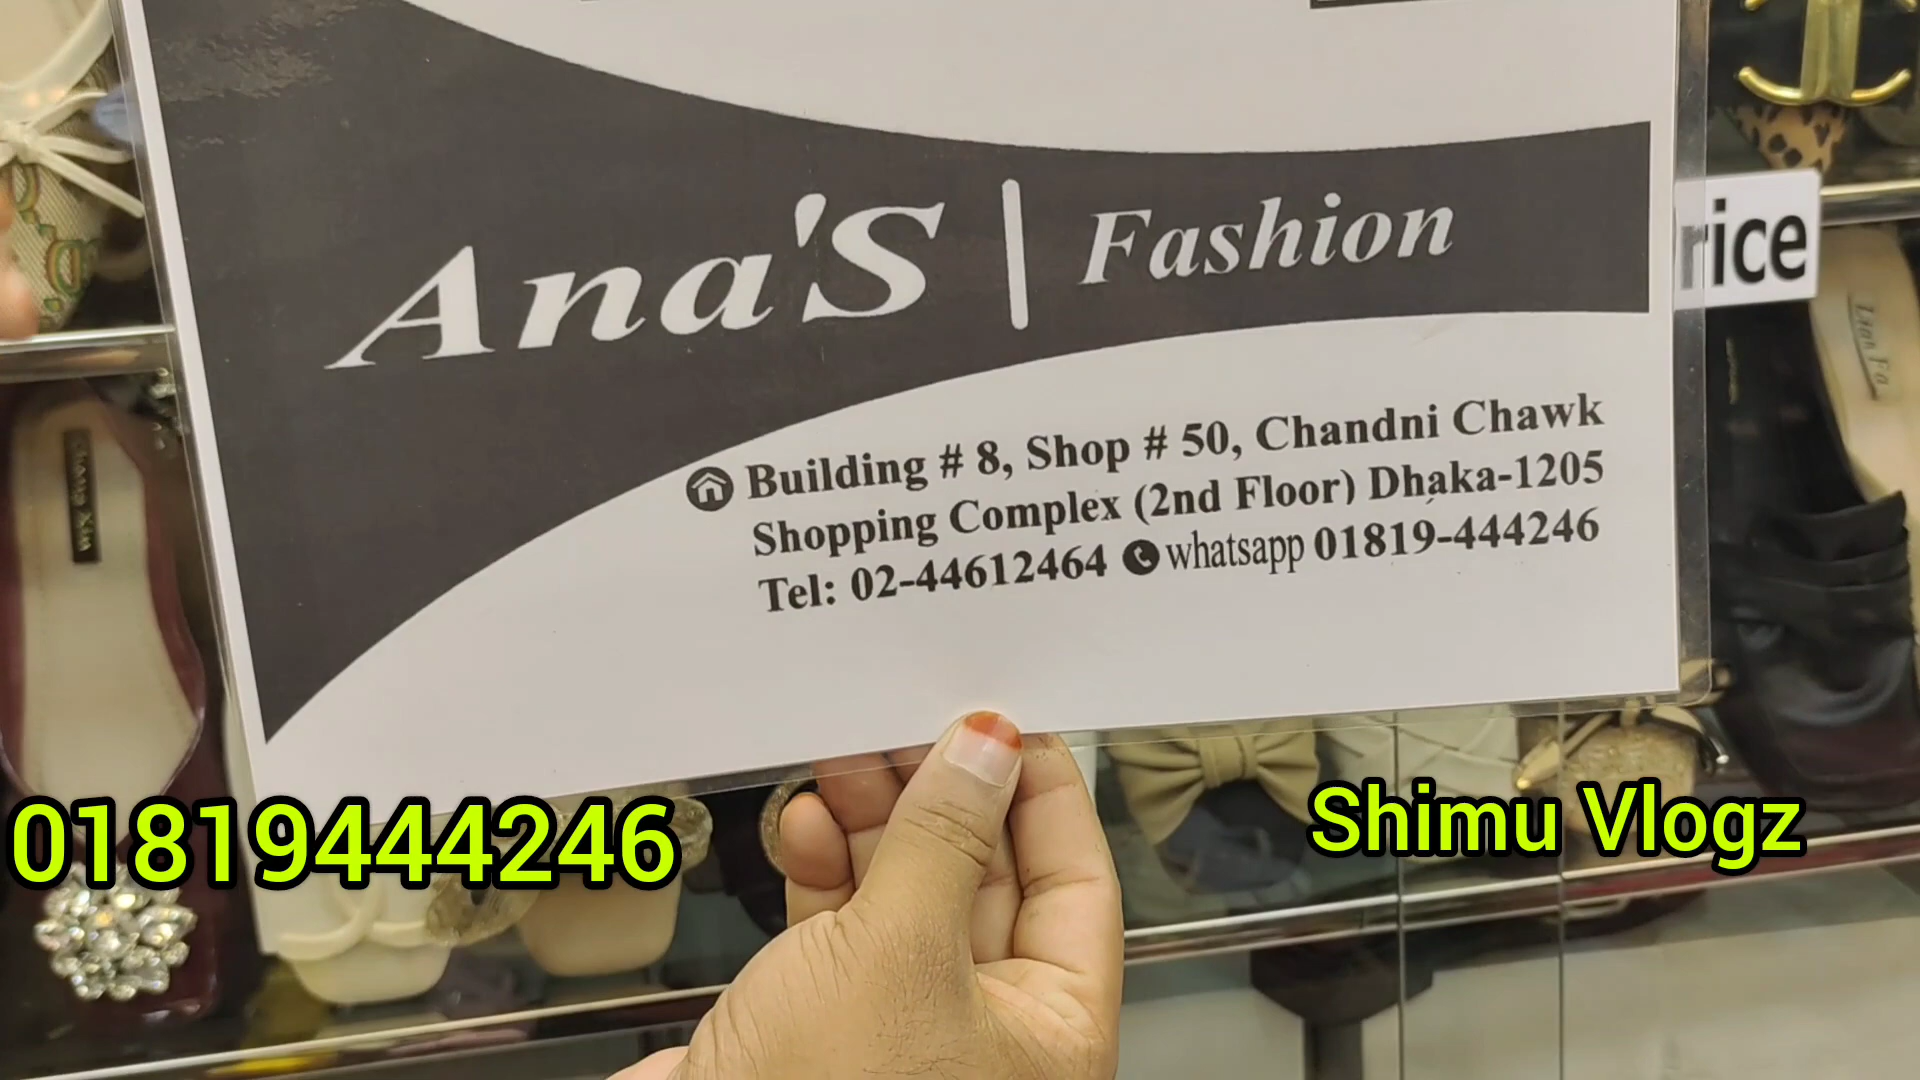 Ana'S | Fashion
rice
Building # 8, Shop # 50, Chandni Chawk
Shopping Complex (2nd Floor) Dhaka-1205
Tel: 02-44612464 whatsapp 01819-444246
01819444246
Shimu Vlogz